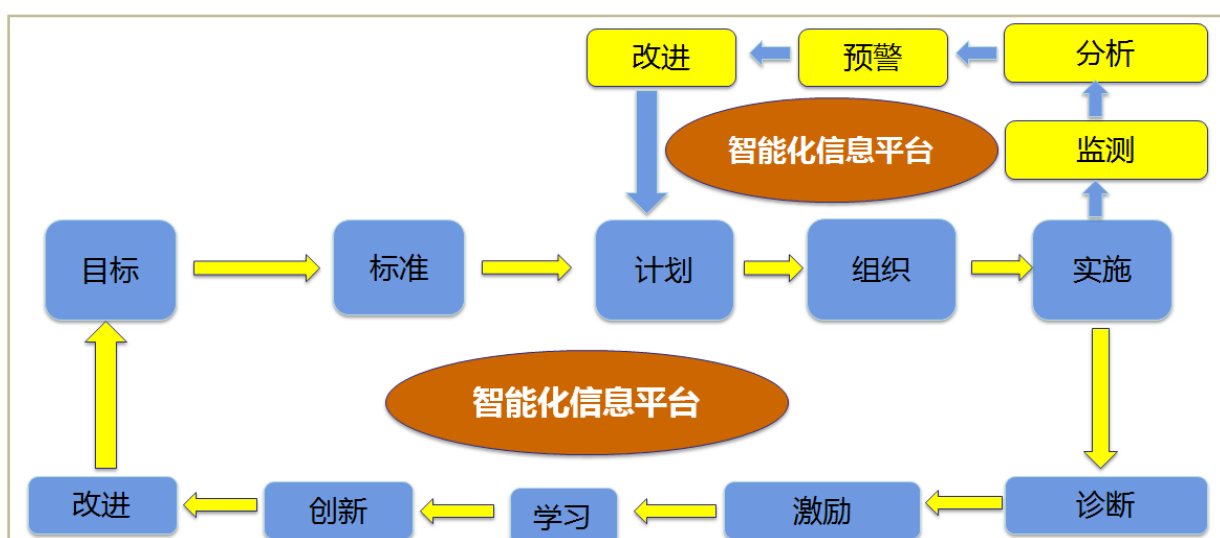 改进
预警
分析
智能化信息平台
监测
目标
标准
计划
组织
实施
智能化信息平台
改进
创新
学习
激励
诊断